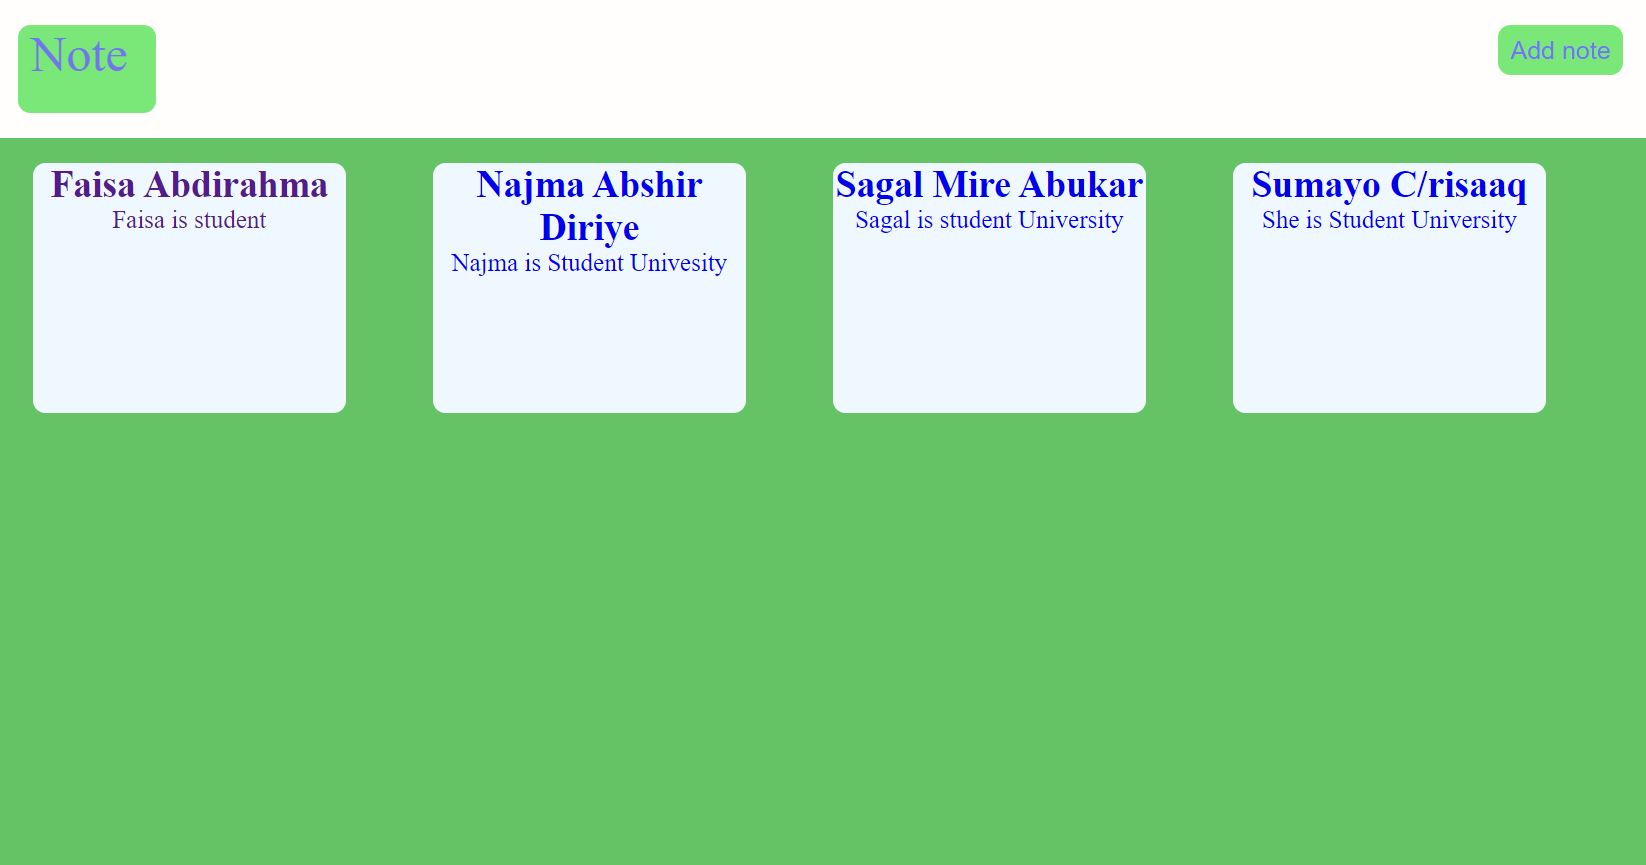 Note
Add note
Faisa Abdirahma
Faisa is student
Najma Abshir
Diriye
Najma is Student Univesity
Sagal Mire Abukar
Sagal is student University
Sumayo C/risaaq
She is Student University